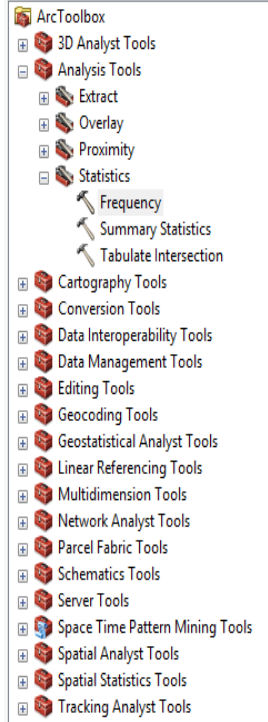 ArcToolbox
3D Analyst Tools
Analysis Tools
Extract
Overlay
Proximity
Statistics
Frequency
Summary Statistics
Tabulate Intersection
Cartography Tools
Conversion Tools
Data Interoperability Tools
Data Management Tools
Editing Tools
Geocoding Tools
Geostatistical Analyst Tools
Linear Referencing Tools
Multidimension Tools
Network Analyst Tools
Parcel Fabric Tools
Schematics Tools
Server Tools
Space Time Pattern Mining Tools
Spatial Analyst Tools
Spatial Statistics Tools
Tracking Analyst Tools